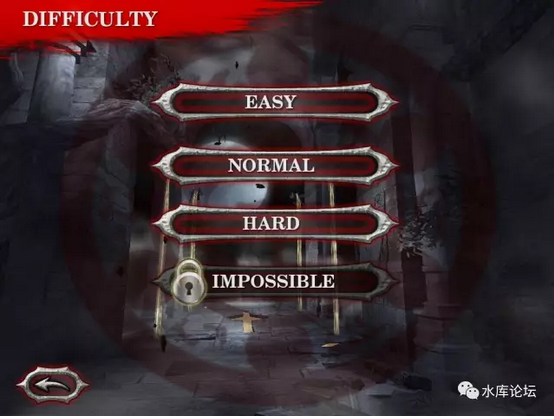 DIFFICULTY
EASY
NORMAL
HARD
IMPOSSIBLE
水库论坛